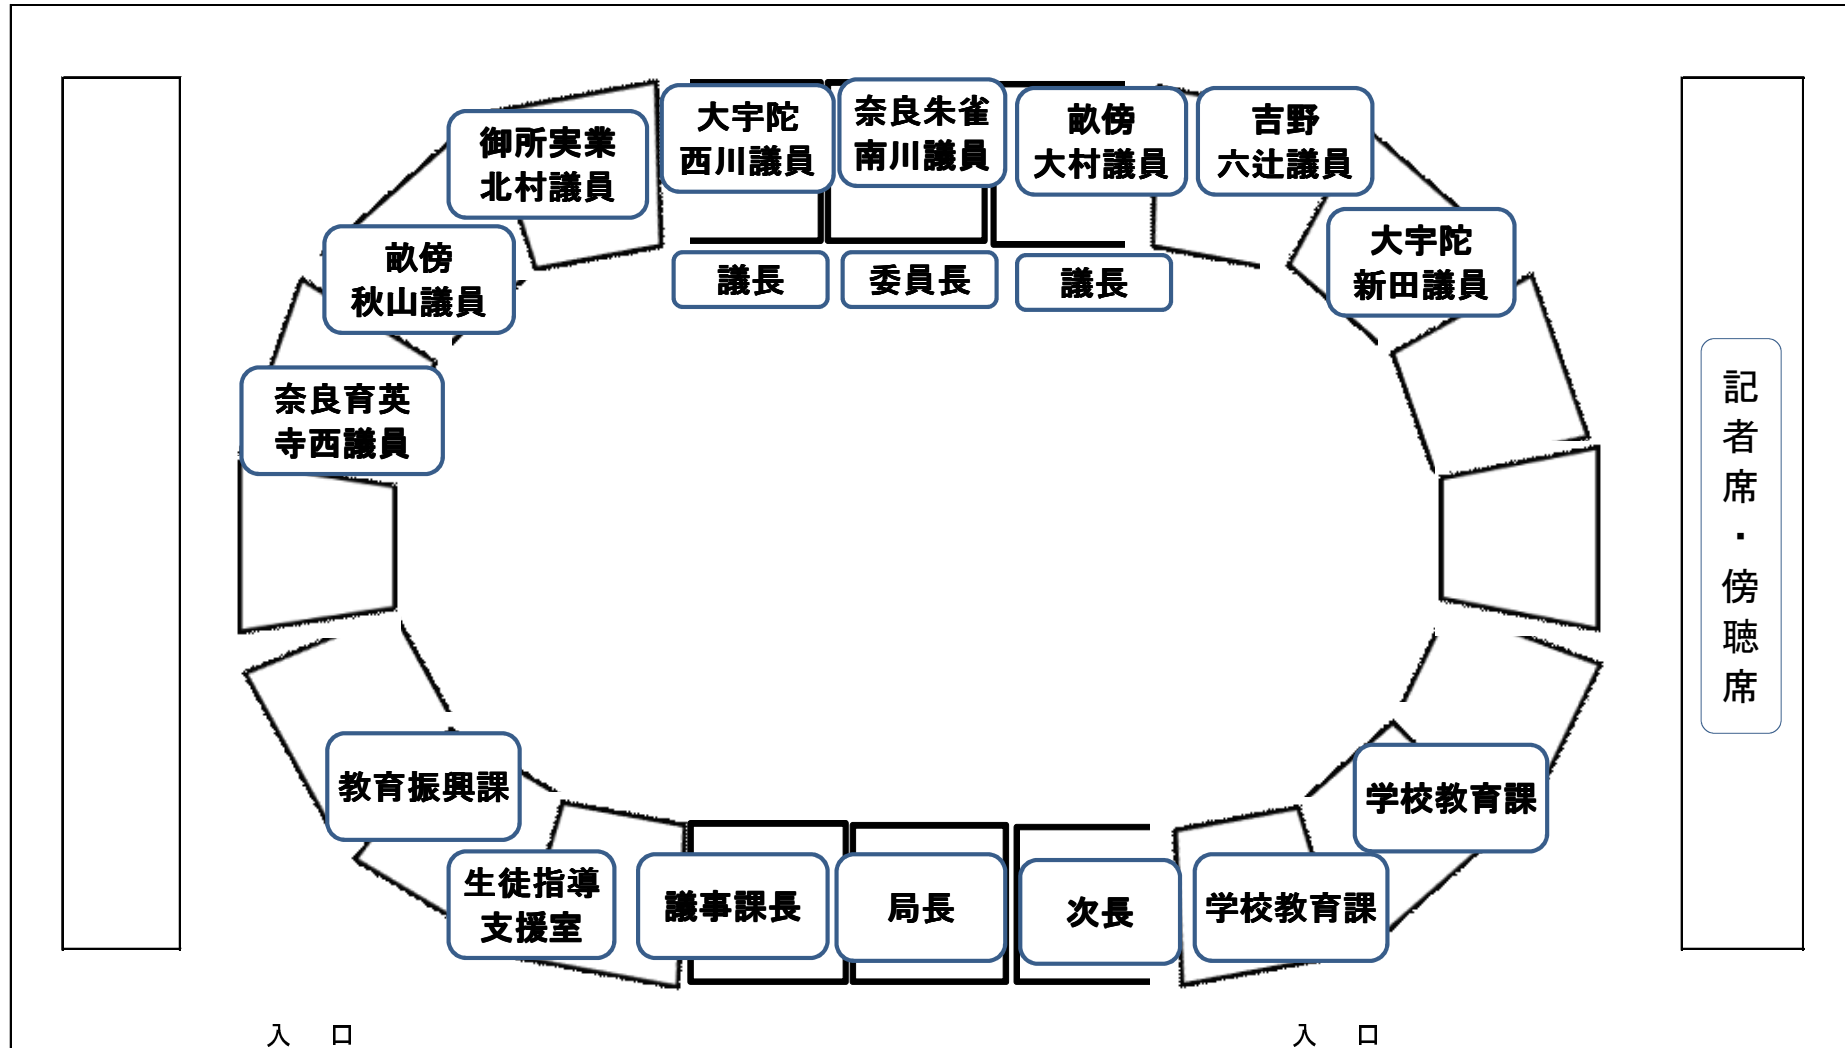 大宇陀
西川議員
奈良朱雀
南川議員
畝傍
大村議員
吉野
六辻議員
御所実業
北村議員
大宇陀
新田議員
畝傍
秋山議員
議長
委員長
議長
奈良育英
寺西議員
記者席・傍聴席
教育振興課
学校教育課
生徒指導
支援室
議事課長
局長
次長
学校教育課
入　口
入　口